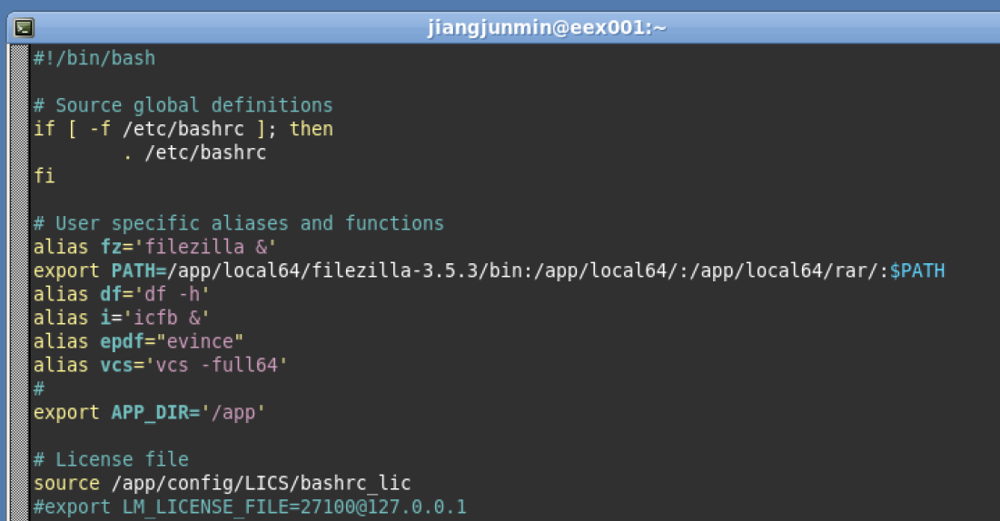 jiangjunmin@eex001:~
#!/bin/bash
# Source global definitions
if [ -f /etc/bashrc ]; then
        . /etc/bashrc
fi
# User specific aliases and functions
alias fz='filezilla &'
export PATH=/app/local64/filezilla-3.5.3/bin:/app/local64/:/app/local64/rar/:$PATH
alias df='df -h'
alias i='icfb &'
alias epdf="evince"
alias vcs='vcs -full64'
#
export APP_DIR='/app'
# License file
source /app/config/LICS/bashrc_lic
#export LM_LICENSE_FILE=27100@127.0.0.1